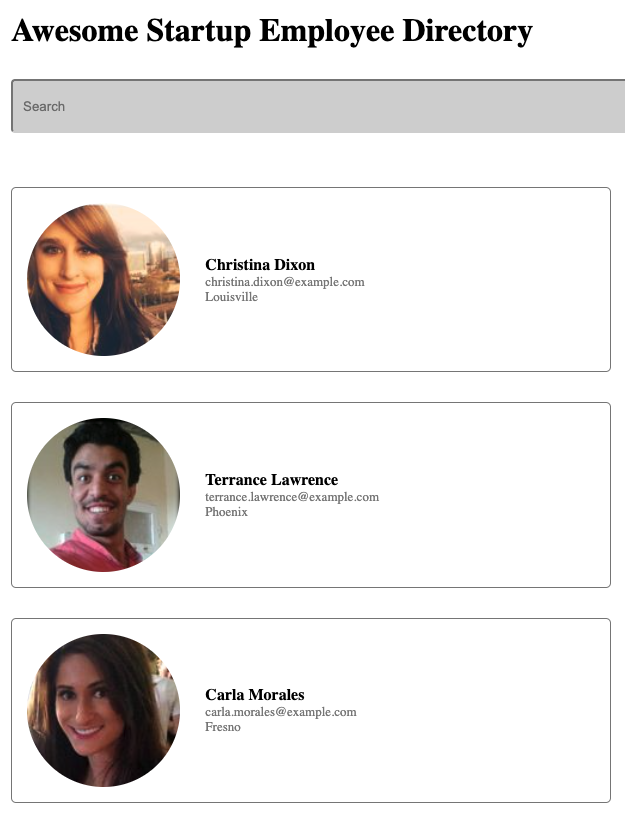 Awesome Startup Employee Directory
Search
Christina Dixon
christina.dixon@example.com
Louisville
Terrance Lawrence
terrance.lawrence@example.com
Phoenix
Carla Morales
carla.morales@example.com
Fresno